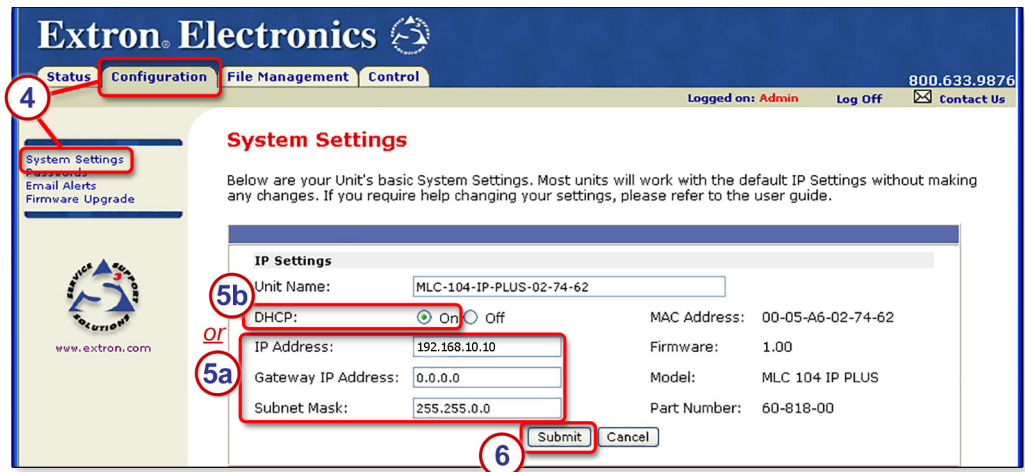 Extron® Electronics
Status Configuration File Management Control
800.633.9876
Logged on: Admin Log Off Contact Us
4
System Settings
Passwords
Email Alerts
Firmware Upgrade
SERVICE SUPPORT SOLUTIONS
3
www.extron.com
System Settings
Below are your Unit's basic System Settings. Most units will work with the default IP Settings without making
any changes. If you require help changing your settings, please refer to the user guide.
IP Settings
Unit Name: MLC-104-IP-PLUS-02-74-62
5b
DHCP: On Off MAC Address: 00-05-A6-02-74-62
or
IP Address: 192.168.10.10 Firmware: 1.00
5a
Gateway IP Address: 0.0.0.0 Model: MLC 104 IP PLUS
Subnet Mask: 255.255.0.0 Part Number: 60-818-00
6
Submit Cancel